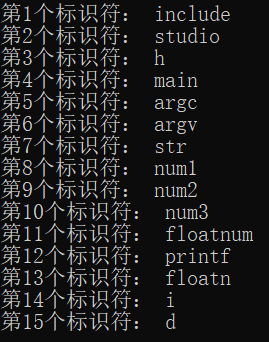 第1个标识符： include
第2个标识符： studio
第3个标识符： h
第4个标识符： main
第5个标识符： argc
第6个标识符： argv
第7个标识符： str
第8个标识符： num1
第9个标识符： num2
第10个标识符： num3
第11个标识符： floatnum
第12个标识符： printf
第13个标识符： floatn
第14个标识符： i
第15个标识符： d